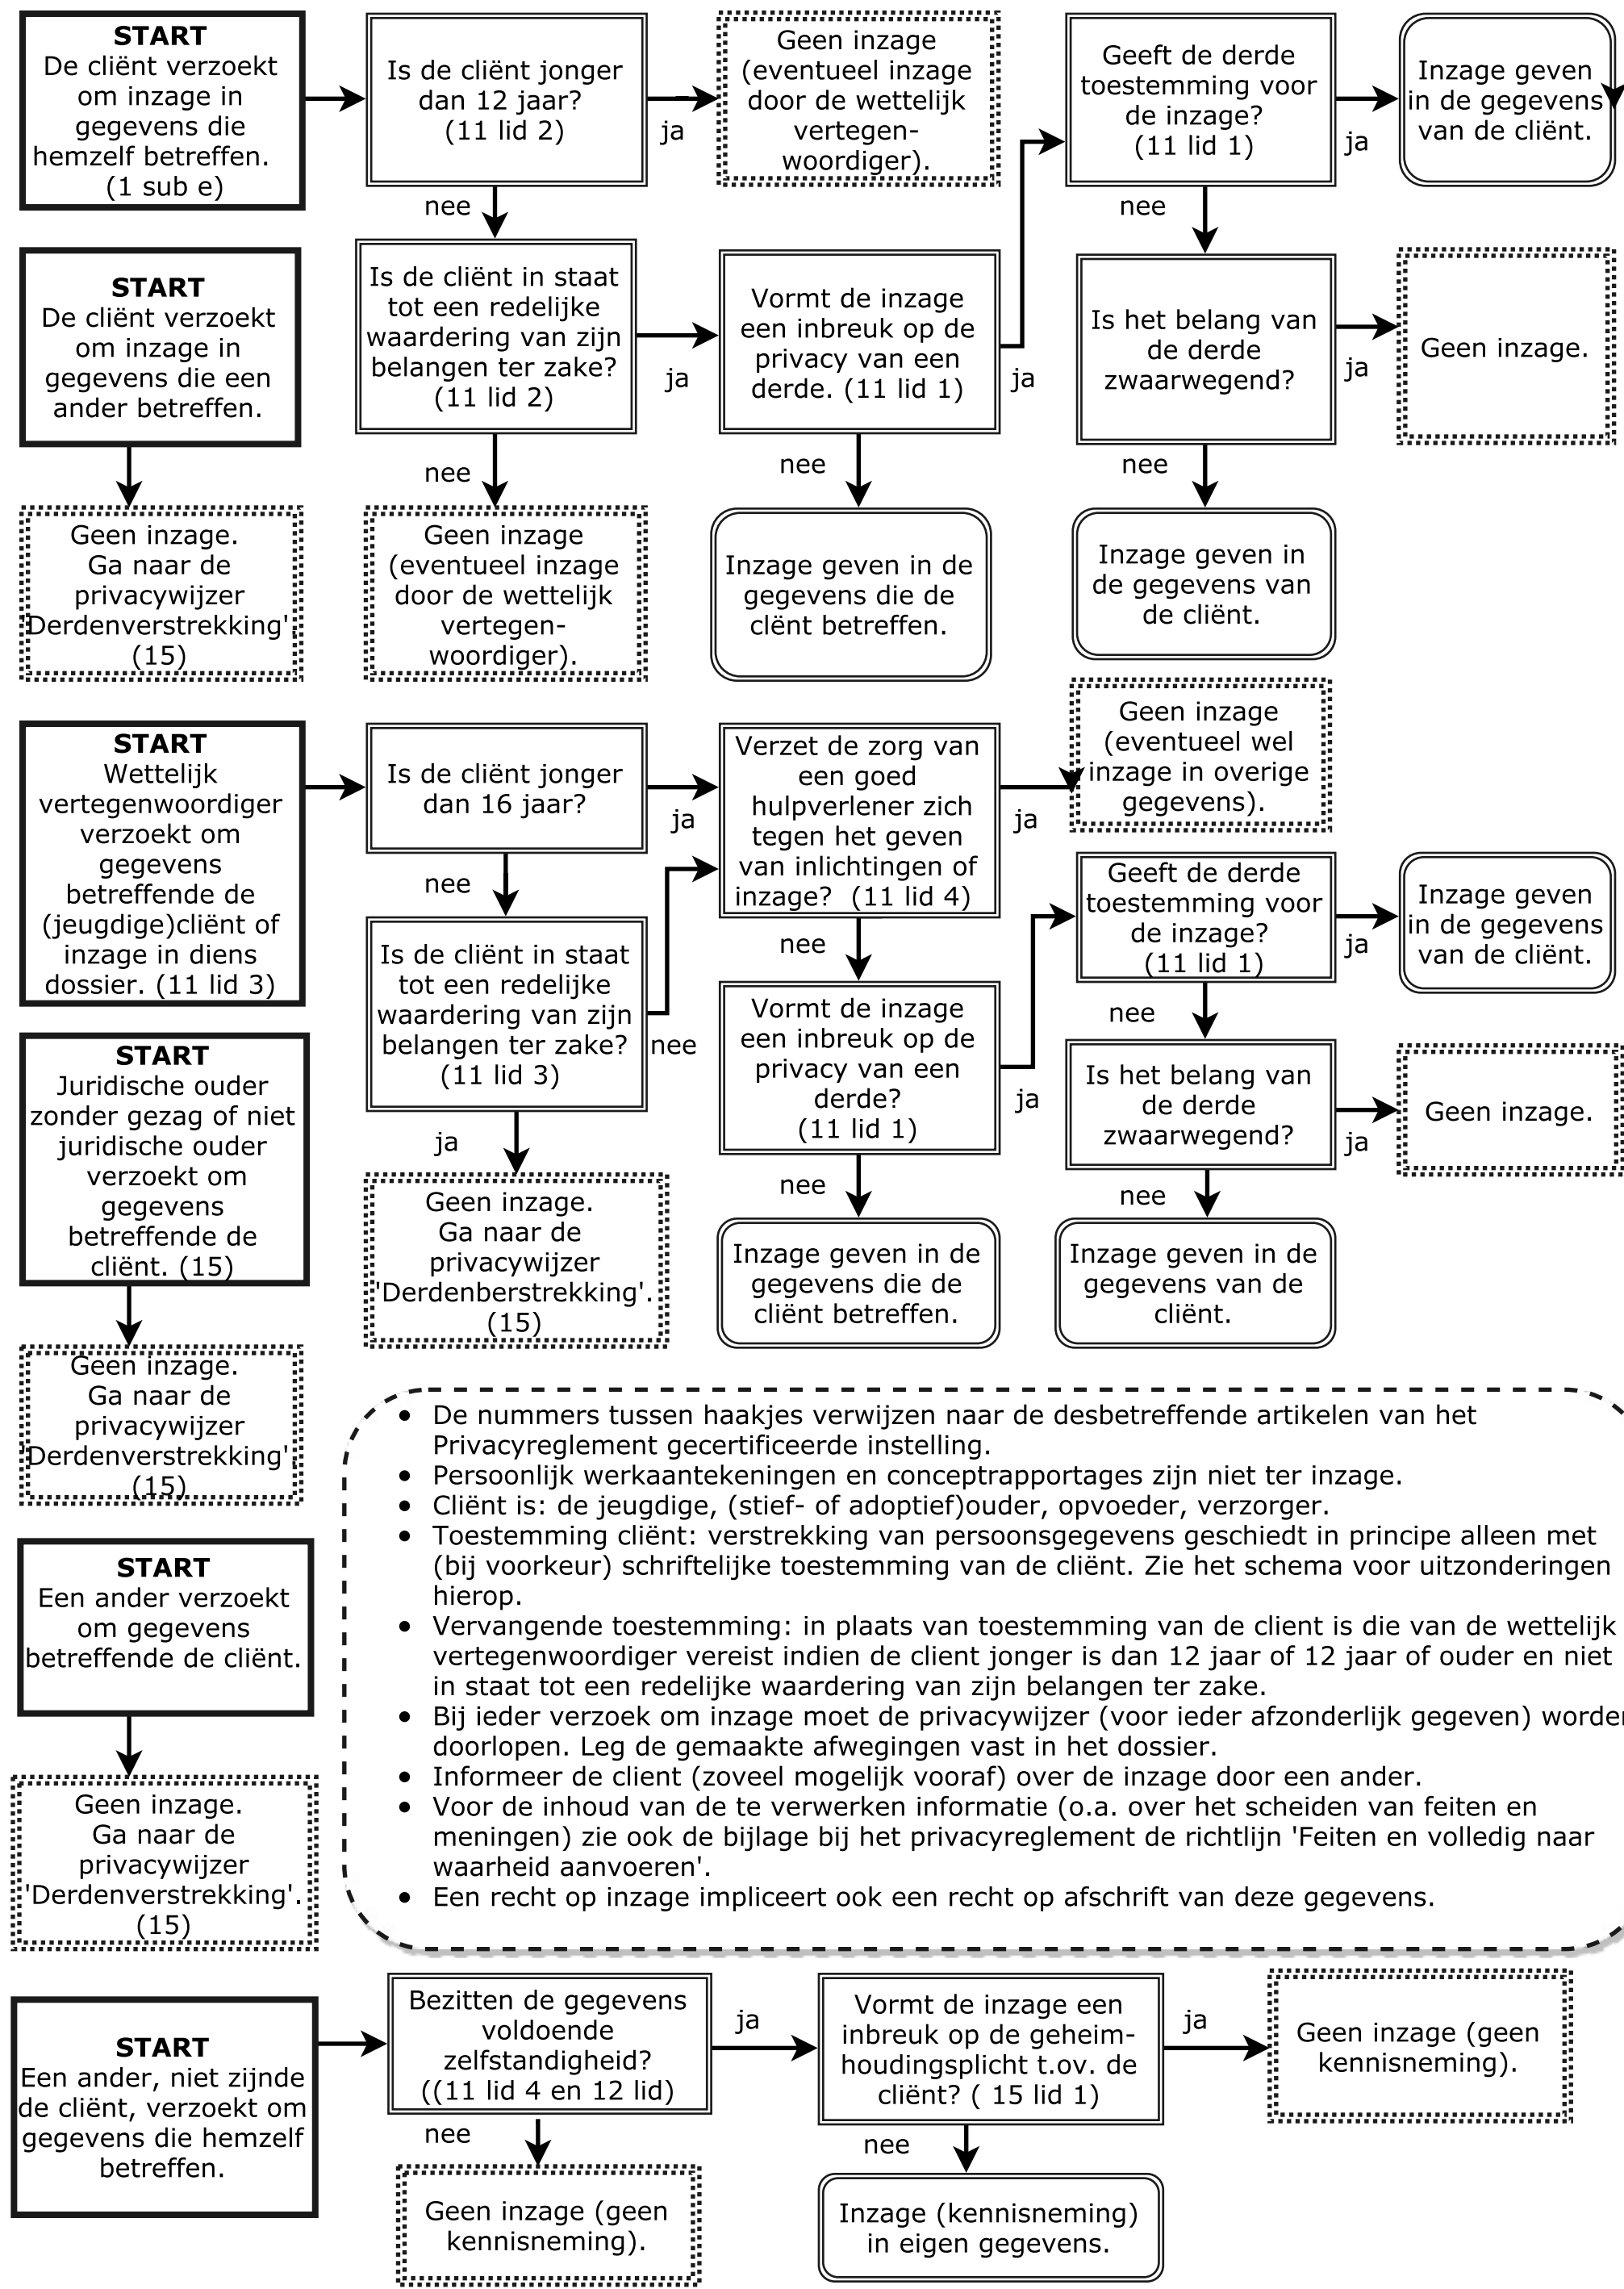 START
De cliënt verzoekt
om inzage in
gegevens die
hemzelf betreffen.
(1 sub e)
Is de cliënt jonger
dan 12 jaar?
(11 lid 2)
ja
nee
Geen inzage
(eventueel inzage
door de wettelijk
vertegen-
woordiger).
Geeft de derde
toestemming voor
de inzage?
(11 lid 1)
ja
nee
Inzage geven
in de gegevens
van de cliënt.
START
De cliënt verzoekt
om inzage in
gegevens die een
ander betreffen.
Is de cliënt in staat
tot een redelijke
waardering van zijn
belangen ter zake?
(11 lid 2)
ja
nee
Vormt de inzage
een inbreuk op de
privacy van een
derde. (11 lid 1)
ja
nee
Is het belang van
de derde
zwaarwegend?
ja
nee
Geen inzage.
Geen inzage.
Ga naar de
privacywijzer
'Derdenverstrekking'.
(15)
Geen inzage
(eventueel inzage
door de wettelijk
vertegen-
woordiger).
Inzage geven in de
gegevens die de
clënt betreffen.
Inzage geven in
de gegevens van
de cliënt.
START
Wettelijk
vertegenwoordiger
verzoekt om
gegevens
betreffende de
(jeugdige)cliënt of
inzage in diens
dossier. (11 lid 3)
Is de cliënt jonger
dan 16 jaar?
ja
nee
Verzet de zorg van
een goed
hulpverlener zich
tegen het geven
van inlichtingen of
inzage?  (11 lid 4)
ja
nee
Geen inzage
(eventueel wel
inzage in overige
gegevens).
Is de cliënt in staat
tot een redelijke
waardering van zijn
belangen ter zake?
(11 lid 3)
nee
ja
Vormt de inzage
een inbreuk op de
privacy van een
derde?
(11 lid 1)
ja
nee
Geeft de derde
toestemming voor
de inzage?
(11 lid 1)
ja
nee
Inzage geven
in de gegevens
van de cliënt.
Is het belang van
de derde
zwaarwegend?
ja
nee
Geen inzage.
START
Juridische ouder
zonder gezag of niet
juridische ouder
verzoekt om
gegevens
betreffende de
cliënt. (15)
Geen inzage.
Ga naar de
privacywijzer
'Derdenberstrekking'.
(15)
Inzage geven in de
gegevens die de
cliënt betreffen.
Inzage geven in de
gegevens van de
cliënt.
Geen inzage.
Ga naar de
privacywijzer
'Derdenverstrekking'.
(15)
• De nummers tussen haakjes verwijzen naar de desbetreffende artikelen van het
Privacyreglement gecertificeerde instelling.
• Persoonlijk werkaantekeningen en conceptrapportages zijn niet ter inzage.
• Cliënt is: de jeugdige, (stief- of adoptief)ouder, opvoeder, verzorger.
• Toestemming cliënt: verstrekking van persoonsgegevens geschiedt in principe alleen met
(bij voorkeur) schriftelijke toestemming van de cliënt. Zie het schema voor uitzonderingen
hierop.
• Vervangende toestemming: in plaats van toestemming van de client is die van de wettelijk
vertegenwoordiger vereist indien de client jonger is dan 12 jaar of 12 jaar of ouder en niet
in staat tot een redelijke waardering van zijn belangen ter zake.
• Bij ieder verzoek om inzage moet de privacywijzer (voor ieder afzonderlijk gegeven) worden
doorlopen. Leg de gemaakte afwegingen vast in het dossier.
• Informeer de client (zoveel mogelijk vooraf) over de inzage door een ander.
• Voor de inhoud van de te verwerken informatie (o.a. over het scheiden van feiten en
meningen) zie ook de bijlage bij het privacyreglement de richtlijn 'Feiten en volledig naar
waarheid aanvoeren'.
• Een recht op inzage impliceert ook een recht op afschrift van deze gegevens.
START
Een ander verzoekt
om gegevens
betreffende de cliënt.
Geen inzage.
Ga naar de
privacywijzer
'Derdenverstrekking'.
(15)
START
Een ander, niet zijnde
de cliënt, verzoekt om
gegevens die hemzelf
betreffen.
Bezitten de gegevens
voldoende
zelfstandigheid?
((11 lid 4 en 12 lid)
ja
nee
Vormt de inzage een
inbreuk op de geheim-
houdingsplicht t.ov. de
cliënt? ( 15 lid 1)
ja
nee
Geen inzage (geen
kennisneming).
Geen inzage (geen
kennisneming).
Inzage (kennisneming)
in eigen gegevens.